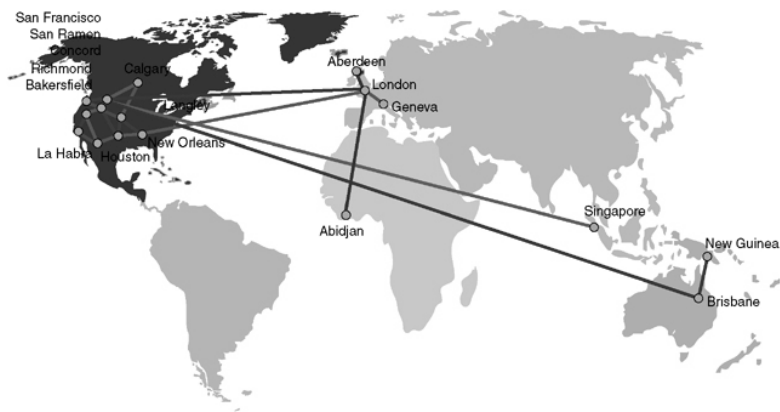 San Francisco
San Ramon
Concord
Richmond
Bakersfield
Calgary
Langley
La Habra
Houston
New Orleans
Aberdeen
London
Geneva
Abidjan
Singapore
New Guinea
Brisbane